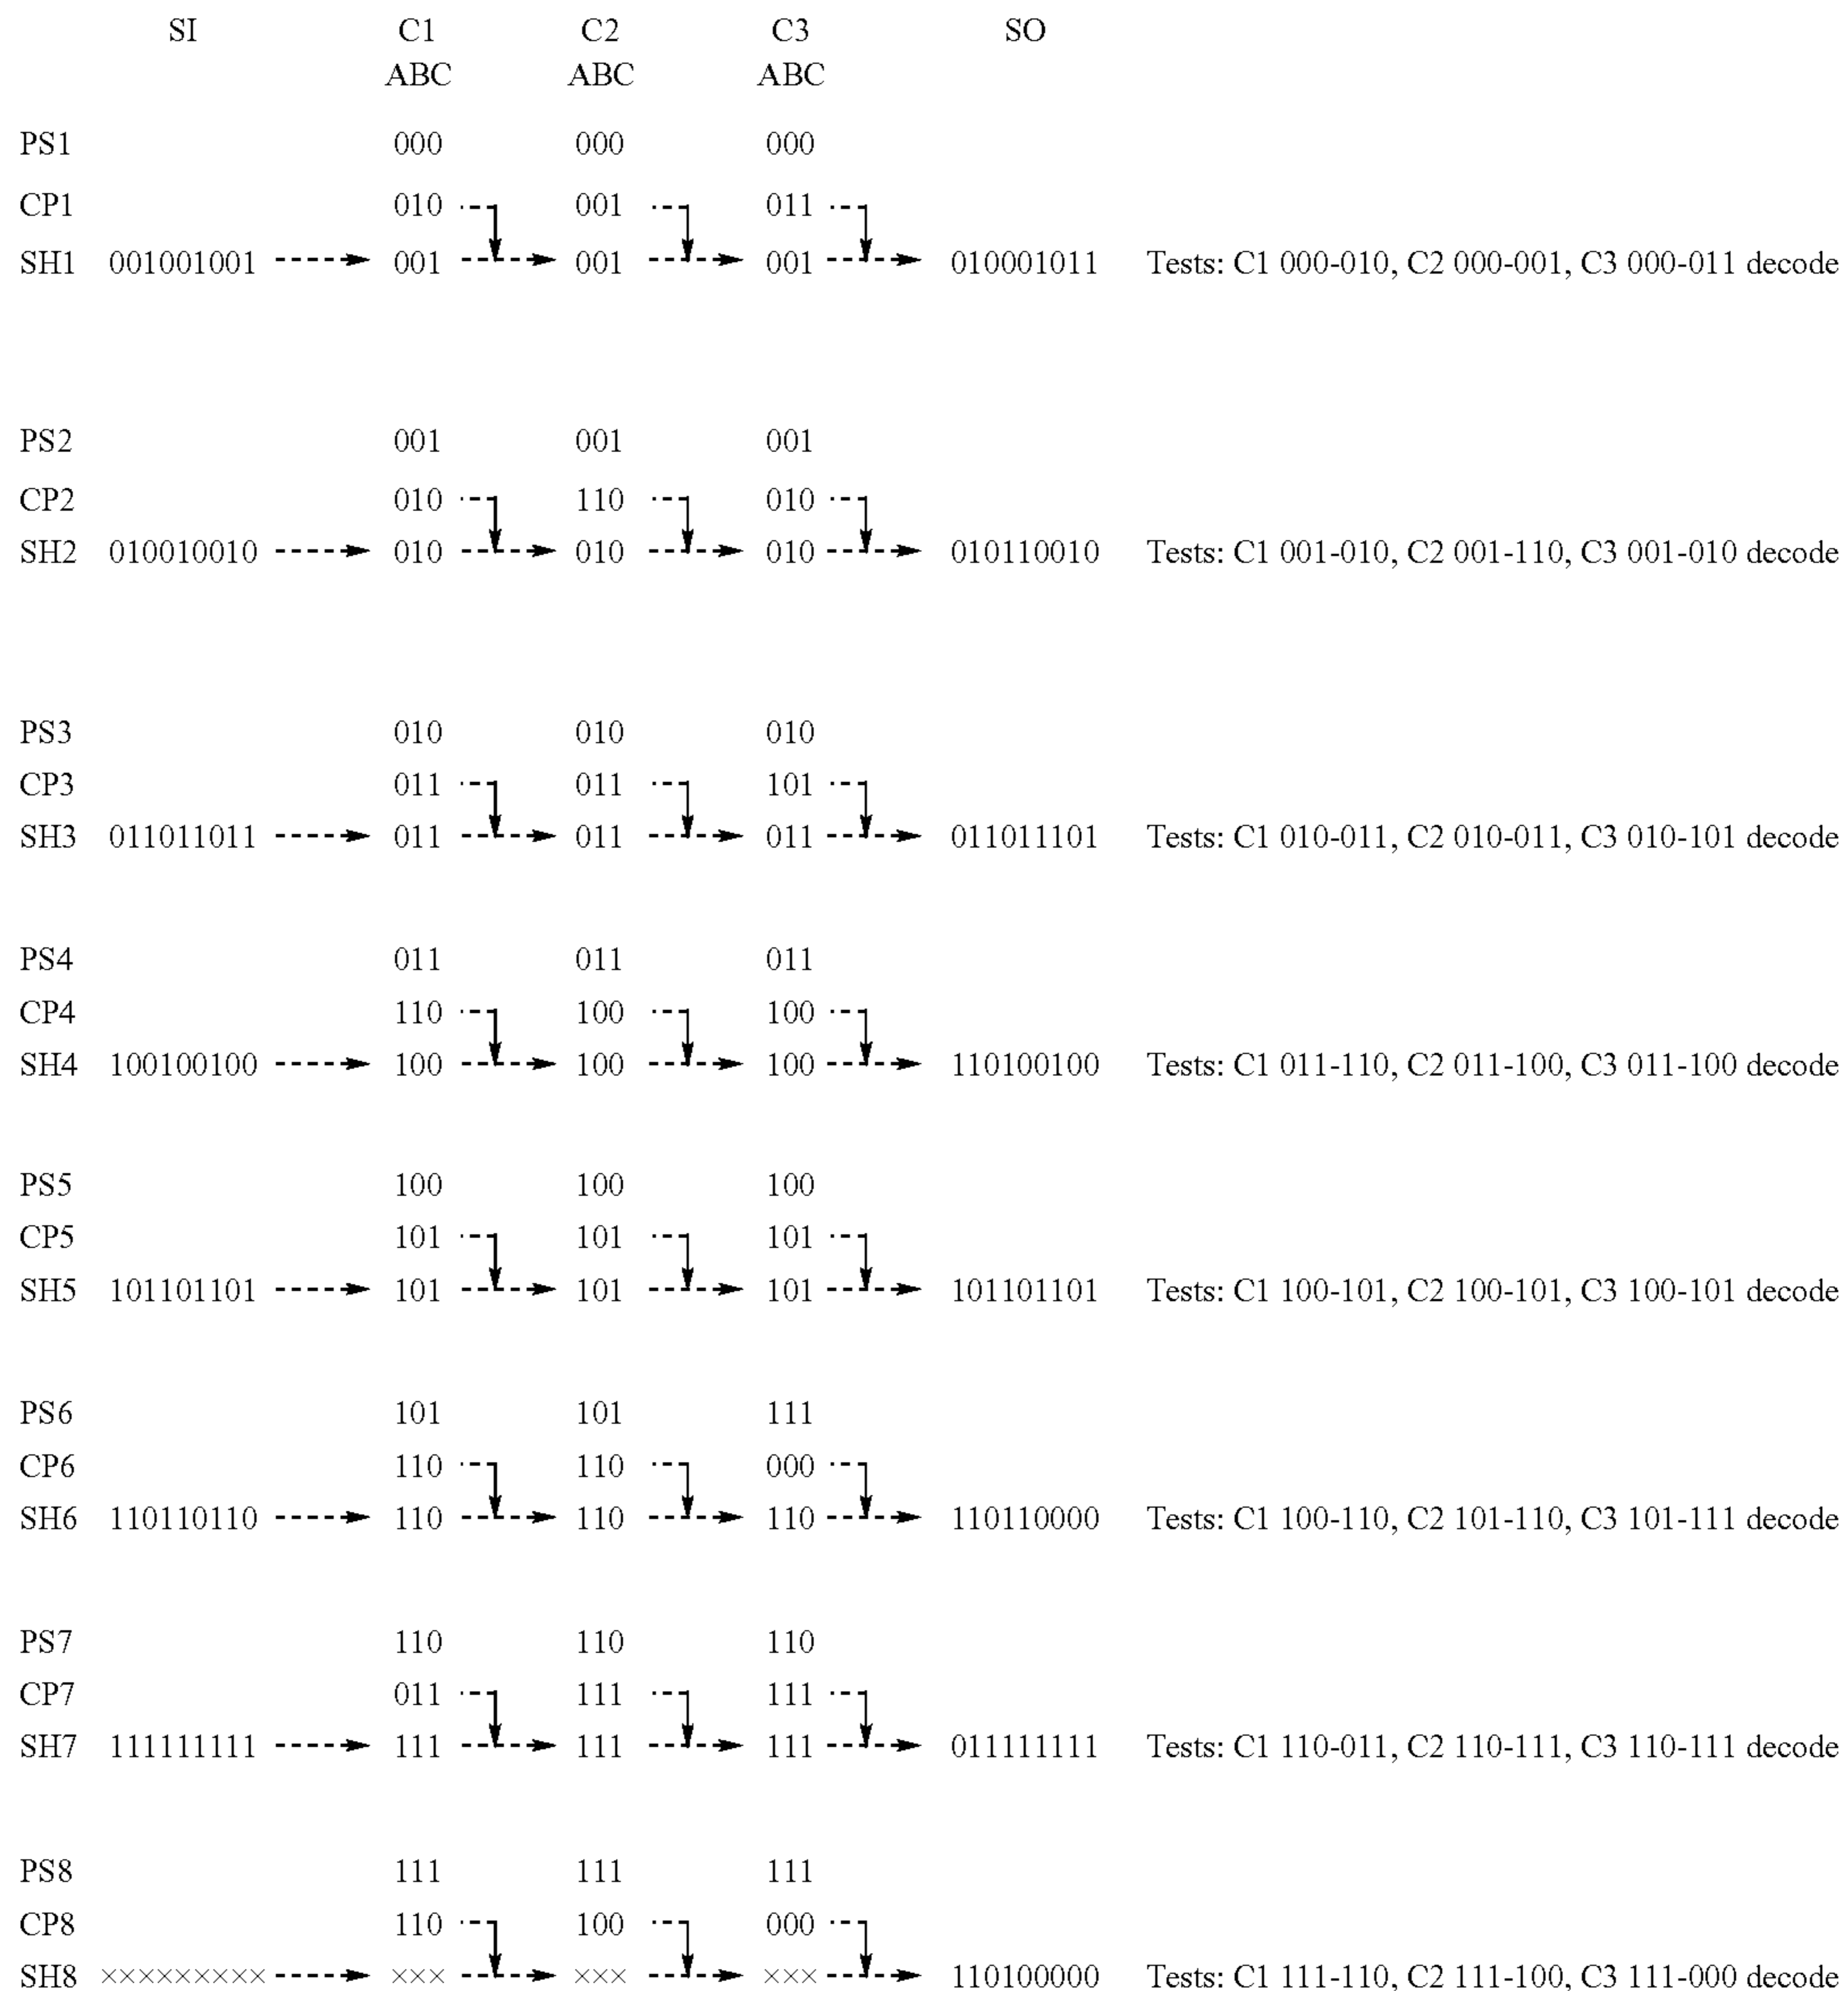 SI C1 C2 C3 SO
ABC ABC ABC
PS1 000 000 000
CP1 010 001 011
SH1 001001001 001 001 001 010001011 Tests: C1 000-010, C2 000-001, C3 000-011 decode
PS2 001 001 001
CP2 010 110 010
SH2 010010010 010 010 010 010110010 Tests: C1 001-010, C2 001-110, C3 001-010 decode
PS3 010 010 010
CP3 011 011 101
SH3 011011011 011 011 011 011011101 Tests: C1 010-011, C2 010-011, C3 010-101 decode
PS4 011 011 011
CP4 110 100 100
SH4 100100100 100 100 100 110100100 Tests: C1 011-110, C2 011-100, C3 011-100 decode
PS5 100 100 100
CP5 101 101 101
SH5 101101101 101 101 101 101101101 Tests: C1 100-101, C2 100-101, C3 100-101 decode
PS6 101 101 111
CP6 110 110 000
SH6 110110110 110 110 110 110110000 Tests: C1 100-110, C2 101-110, C3 101-111 decode
PS7 110 110 110
CP7 011 111 111
SH7 111111111 111 111 111 011111111 Tests: C1 110-011, C2 110-111, C3 110-111 decode
PS8 111 111 111
CP8 110 100 000
SH8 ××××××××× ××× ××× ××× 110100000 Tests: C1 111-110, C2 111-100, C3 111-000 decode